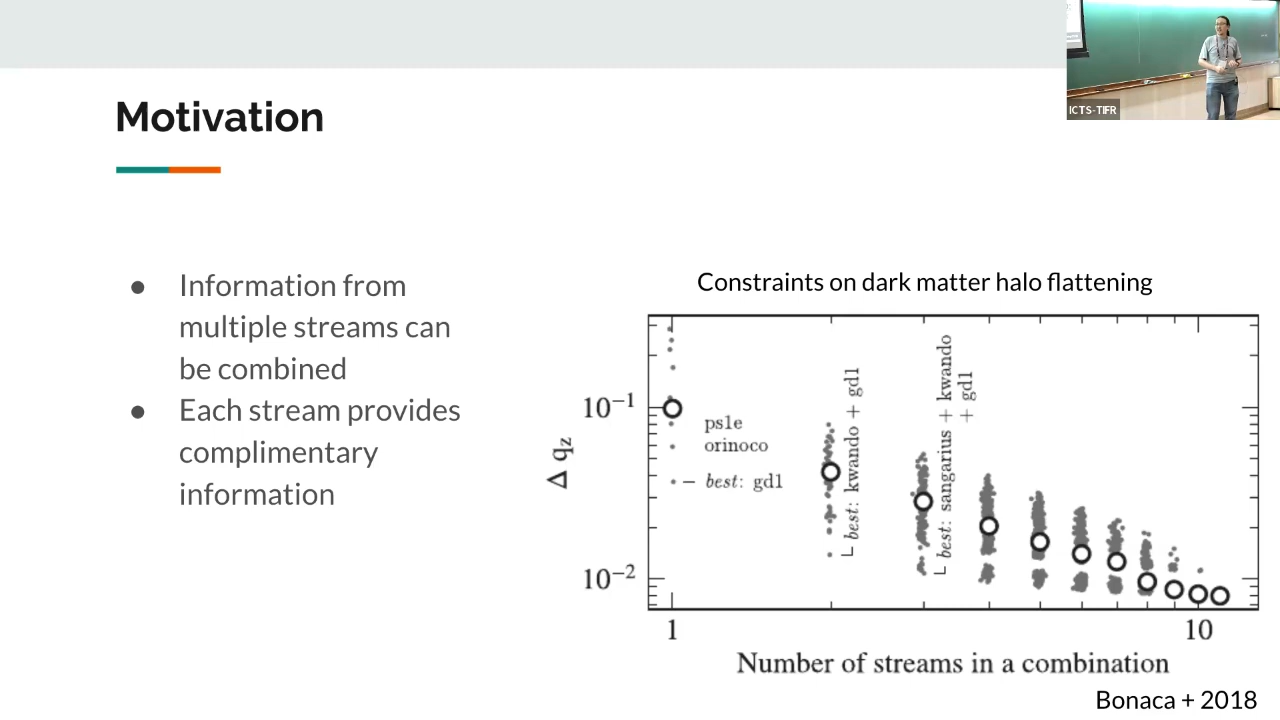 ICTS-TIFR
Motivation
● Information from
multiple streams can
be combined
● Each stream provides
complimentary
information
Constraints on dark matter halo flattening
Δ q_z
10⁻¹
10⁻²
ps1e
orinoco
best: gd1
best: kwando + gd1
best: sangarius + kwando
+ gd1
1
10
Number of streams in a combination
Bonaca + 2018